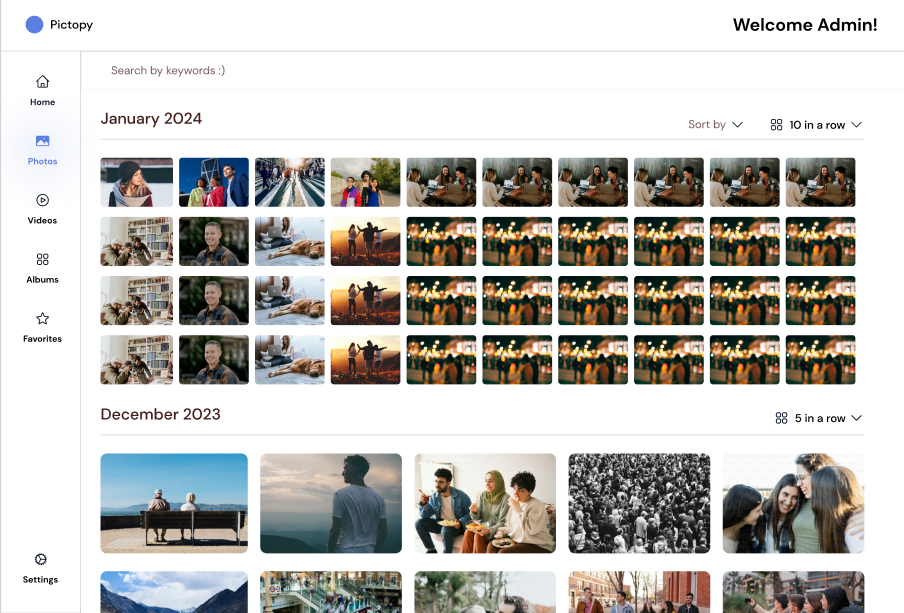 Pictopy
Welcome Admin!
Home
Photos
Videos
Albums
Favorites
Settings
Search by keywords :)
January 2024
Sort by
10 in a row
December 2023
5 in a row